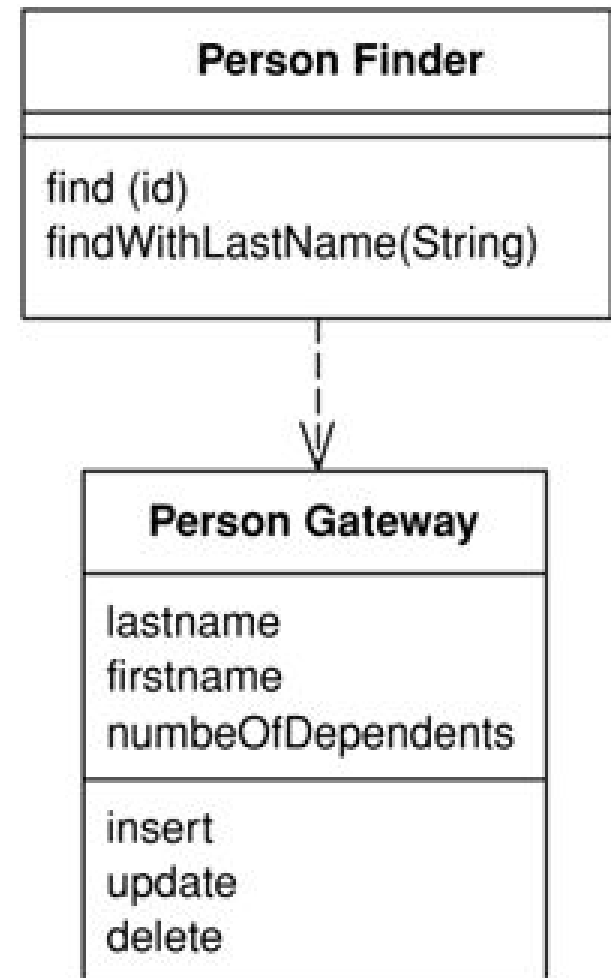 Person Finder
find (id)
findWithLastName(String)
Person Gateway
lastname
firstname
numbeOfDependents
insert
update
delete